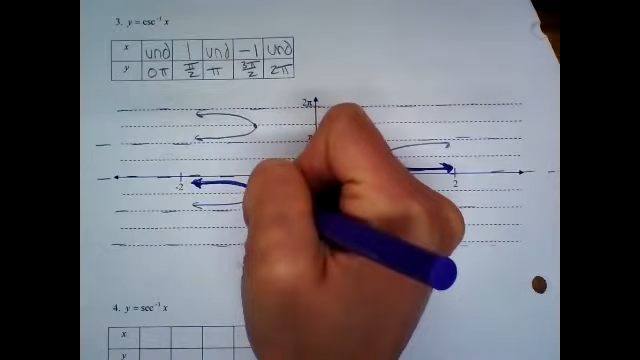 3. y = csc⁻¹ x
x und 1 und −1 und
y 0π π/2 π 3π/2 2π
2π
π
-2 2
4. y = sec⁻¹ x
x
y